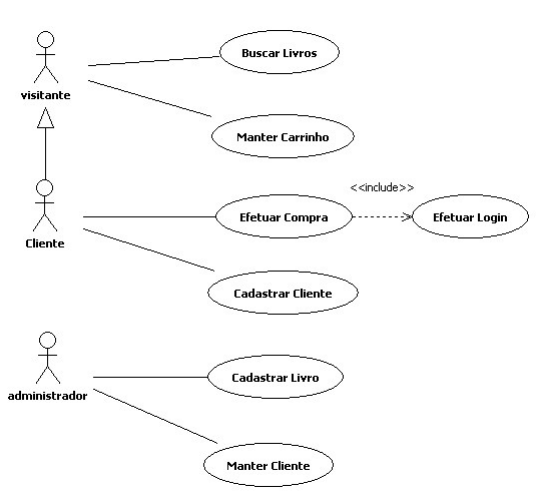 Buscar Livros
visitante
Manter Carrinho
<<include>>
Efetuar Compra
Efetuar Login
Cliente
Cadastrar Cliente
Cadastrar Livro
administrador
Manter Cliente